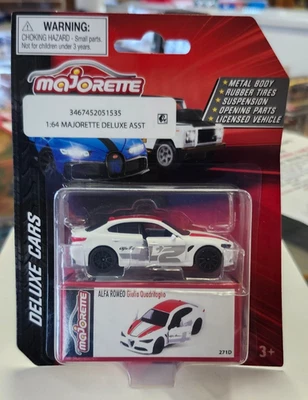 WARNING:
CHOKING HAZARD - Small parts.
Not for children under 3 years.
majORETTE
3467452051535
1:64 MAJORETTE DELUXE ASST
• METAL BODY
• RUBBER TIRES
• SUSPENSION
• OPENING PARTS
• LICENSED VEHICLE
DELUXE CARS
majORETTE
ALFA ROMEO Giulia Quadrifoglio
271D
3+